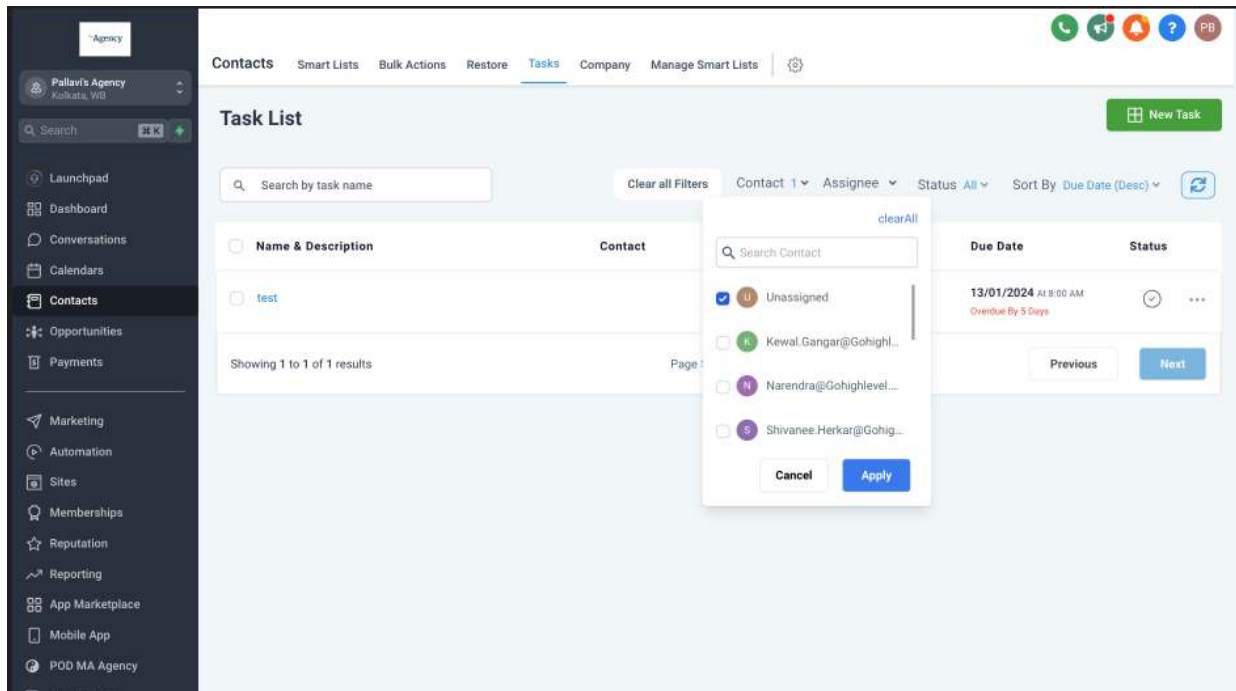 ~Agency
PB
Contacts Smart Lists Bulk Actions Restore Tasks Company Manage Smart Lists
Pallavi's Agency
Kolkata, WB
Search ⌘ K
Task List
New Task
Launchpad
Dashboard
Conversations
Calendars
Contacts
Opportunities
Payments
Marketing
Automation
Sites
Memberships
Reputation
Reporting
App Marketplace
Mobile App
POD MA Agency
Search by task name
Clear all Filters Contact 1 Assignee Status All Sort By Due Date (Desc)
clearAll
Search Contact
U Unassigned
K Kewal.Gangar@Gohighl...
N Narendra@Gohighlevel....
S Shivanee.Herkar@Gohig...
Cancel Apply
Name & Description Contact Due Date Status
test 13/01/2024 At 8:00 AM
Overdue By 5 Days
Showing 1 to 1 of 1 results Page Previous Next